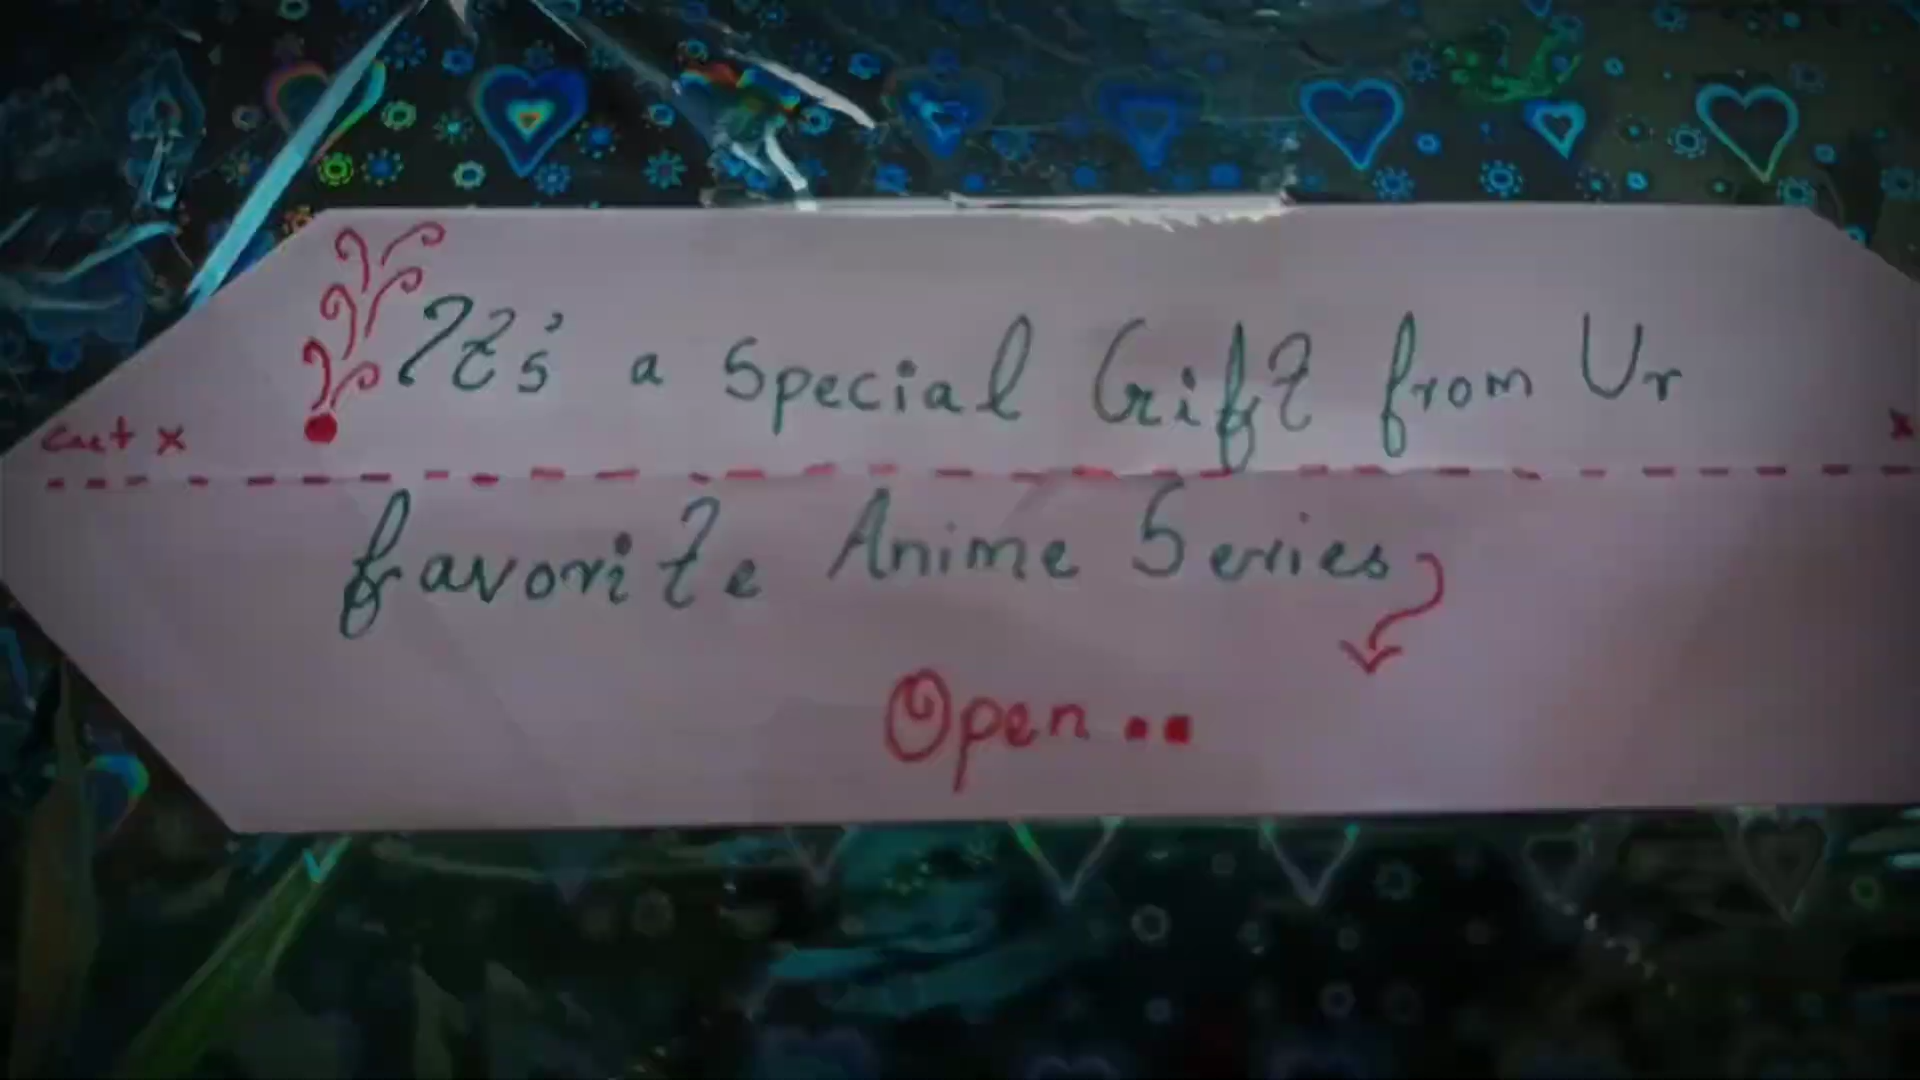 It's a Special Gift from Ur
cut x
x
favorite Anime Series
Open..